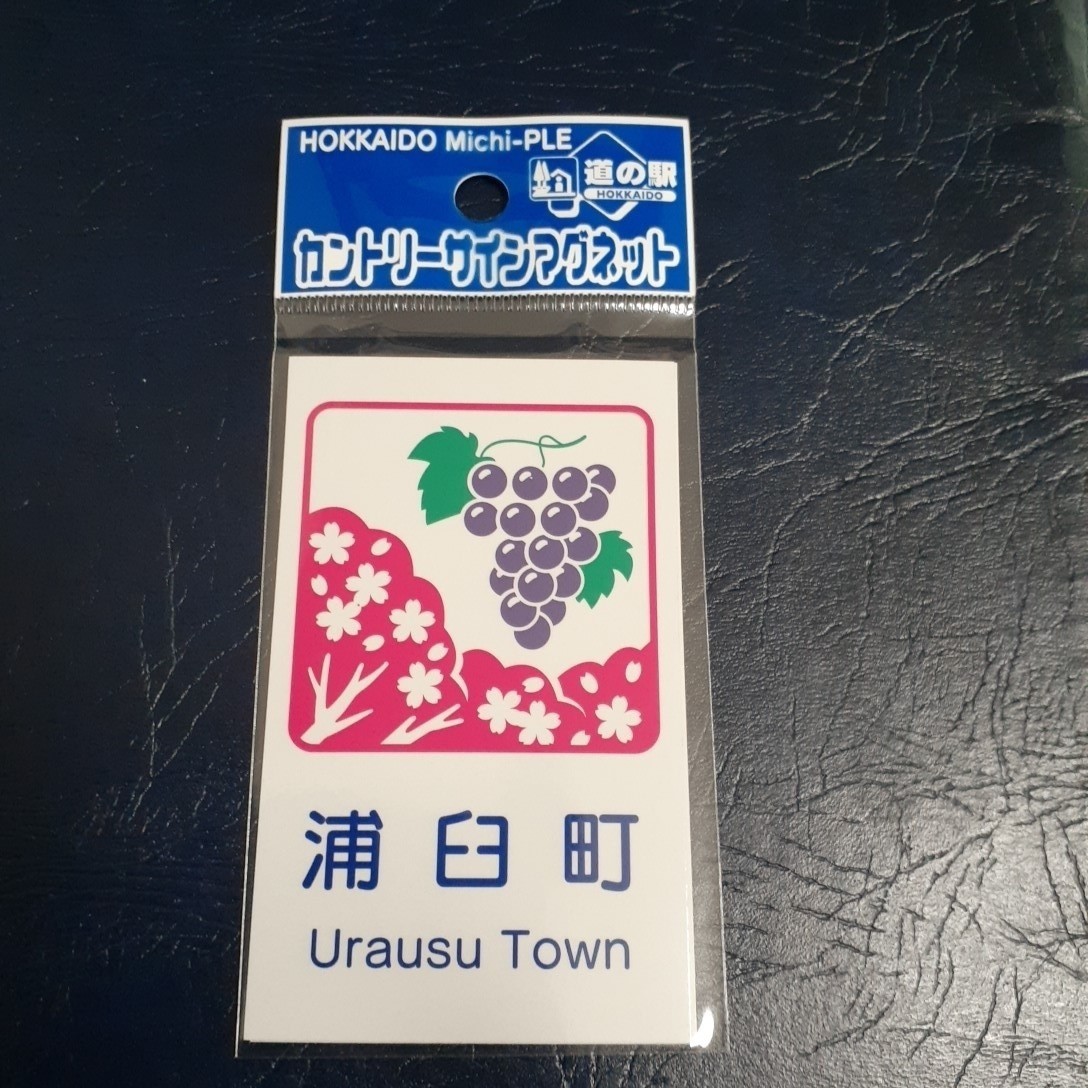 HOKKAIDO Michi-PLE
道の駅
HOKKAIDO
カントリーサインマグネット
浦臼町
Urausu Town